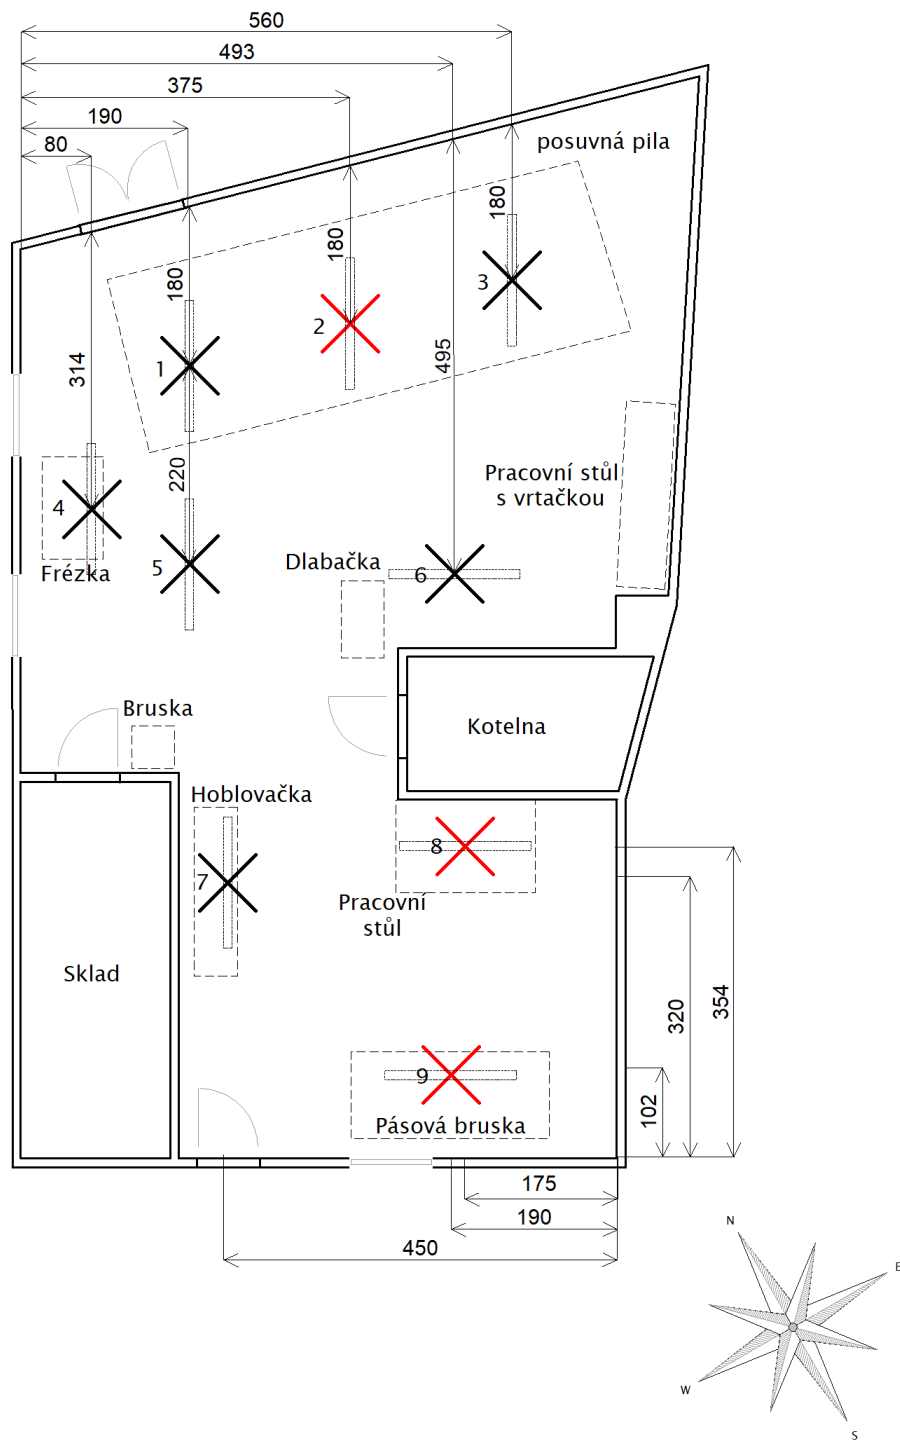 560
493
375
190
80
posuvná pila
180
180
180
3
2
1
314
495
220
4
5
6
Pracovní stůl
s vrtačkou
Dlabačka
Frézka
Bruska
Kotelna
Hoblovačka
8
7
Pracovní
stůl
Sklad
354
320
102
9
Pásová bruska
175
190
450
N
E
W
S